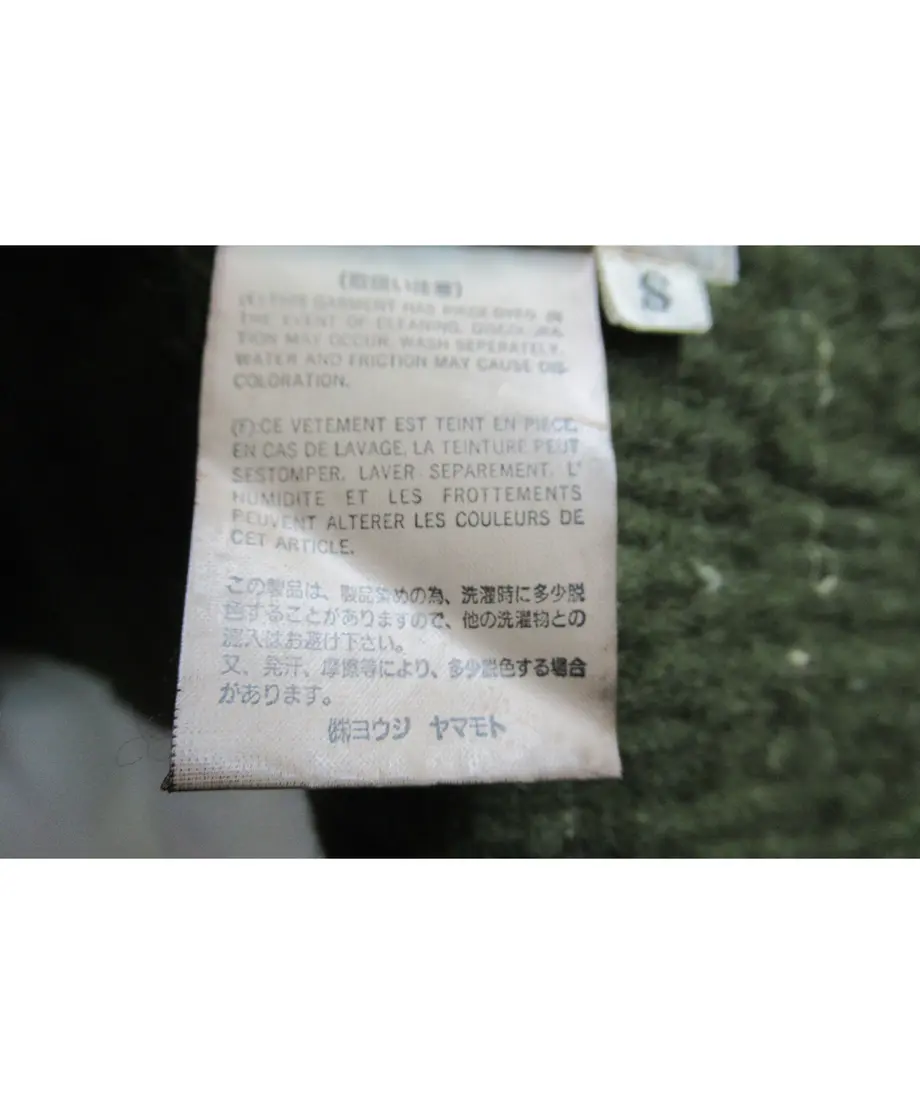 (取扱い注意)
(E):THIS GARMENT HAS PIECE-DYED. IN
THE EVENT OF CLEANING, DISCOLORA-
TION MAY OCCUR. WASH SEPERATELY.
WATER AND FRICTION MAY CAUSE DIS-
COLORATION.
(F):CE VETEMENT EST TEINT EN PIECE.
EN CAS DE LAVAGE, LA TEINTURE PEUT
SESTOMPER. LAVER SEPAREMENT. L'
HUMIDITE ET LES FROTTEMENTS
PEUVENT ALTERER LES COULEURS DE
CET ARTICLE.
この製品は、製品染めの為、洗濯時に多少脱
色することがありますので、他の洗濯物との
混入はお避け下さい。
又、発汗、摩擦等により、多少脱色する場合
があります。
㈱ヨウジ ヤマモト
S